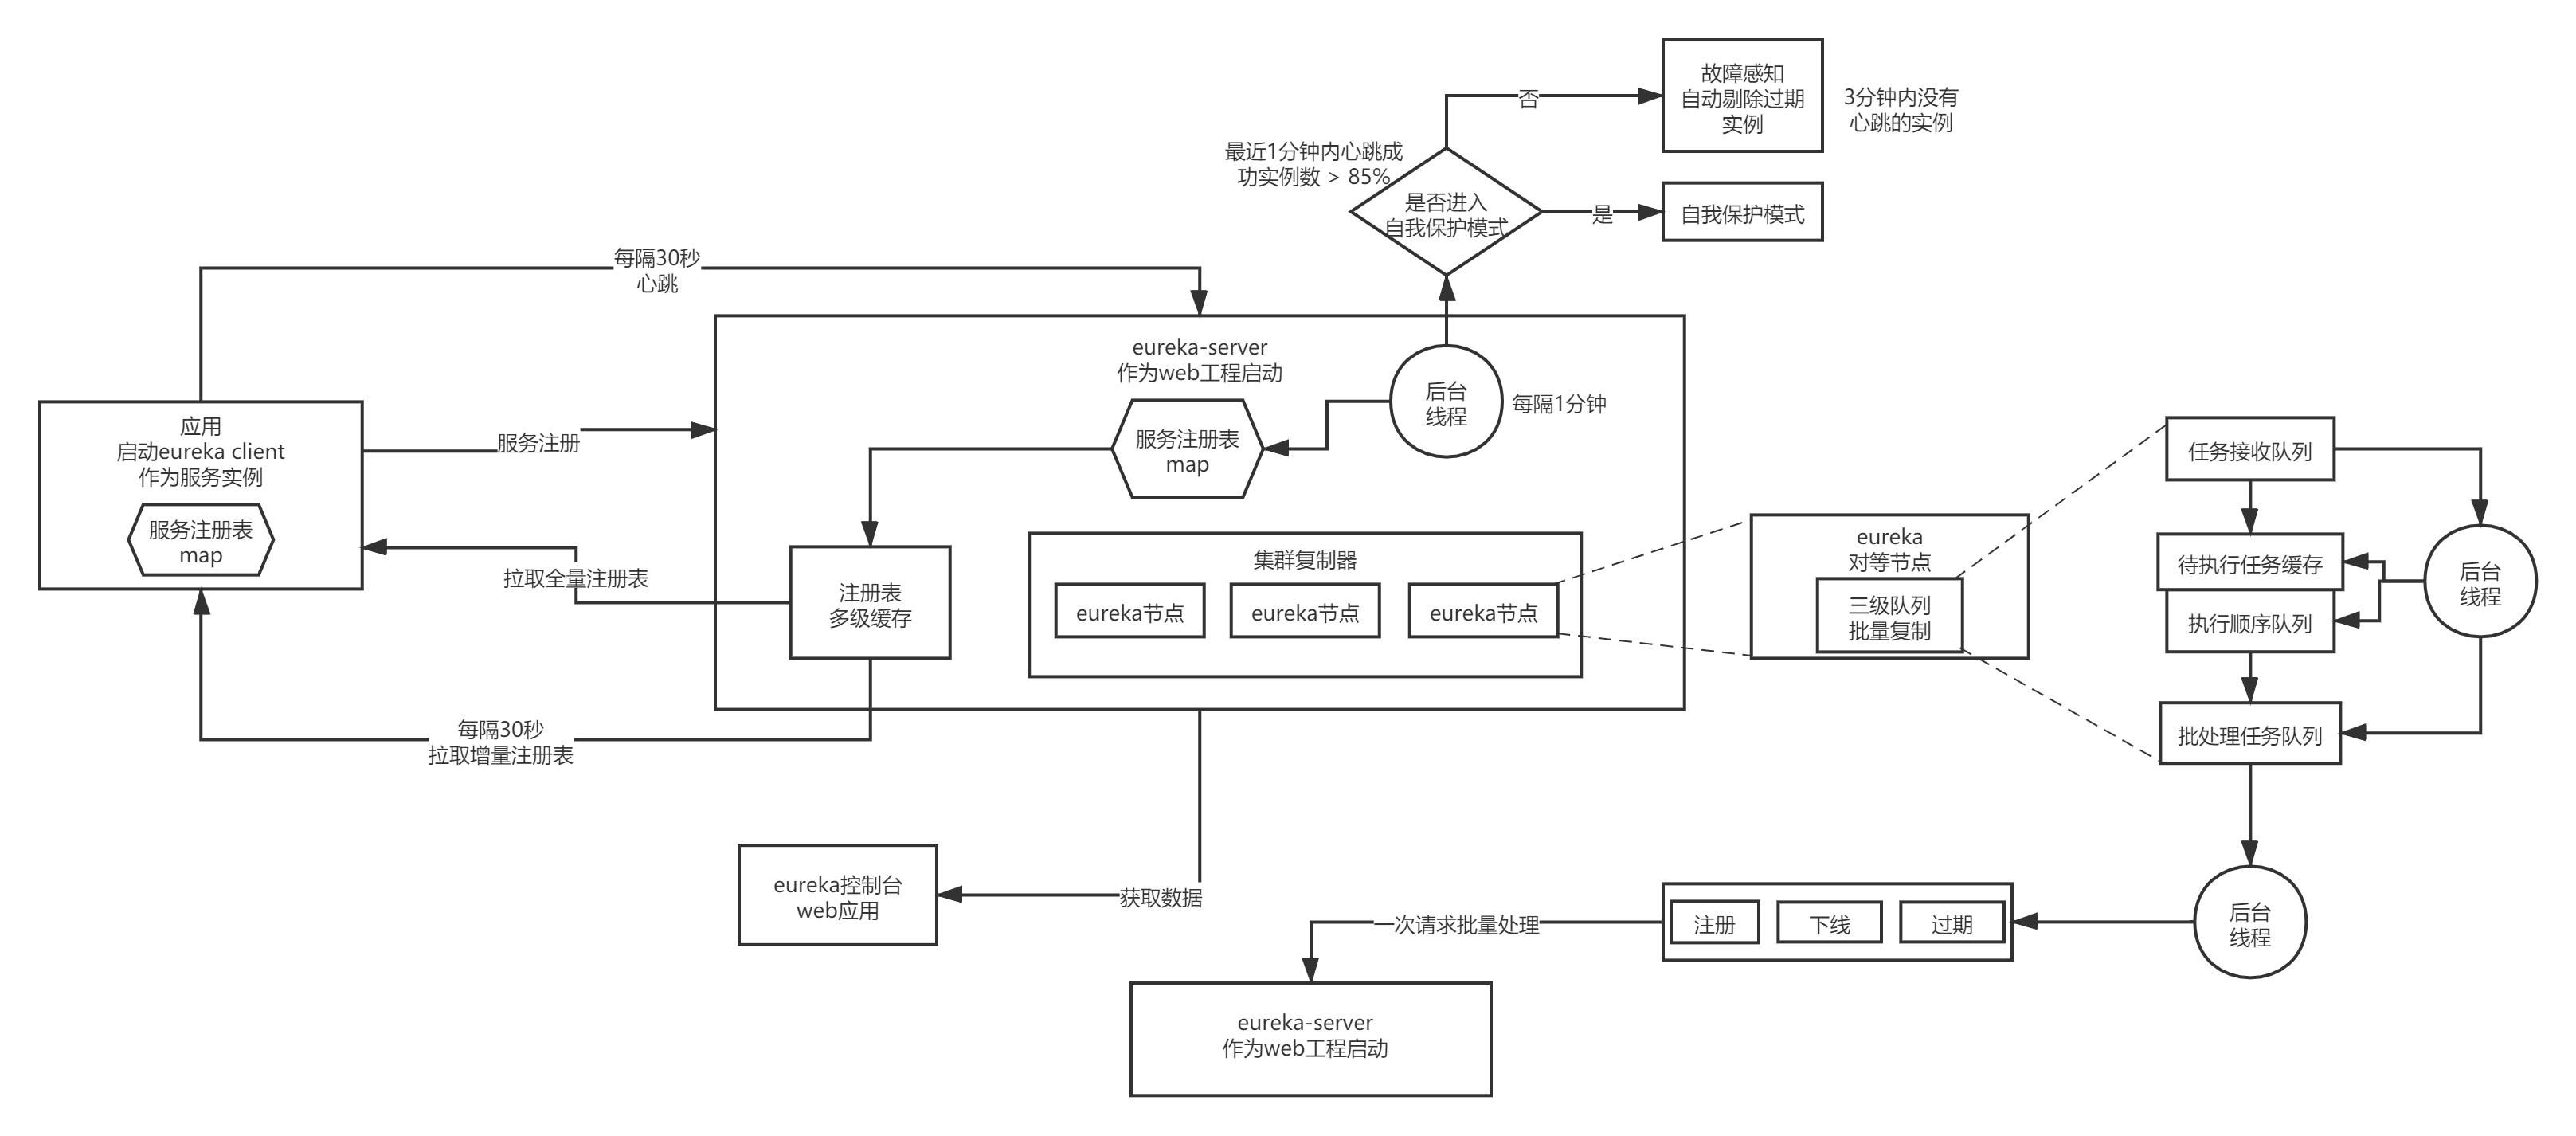 故障感知
自动剔除过期
实例
3分钟内没有
心跳的实例
否
最近1分钟内心跳成
功实例数 > 85%
是否进入
自我保护模式
是
自我保护模式
每隔30秒
心跳
eureka-server
作为web工程启动
后台
线程
每隔1分钟
服务注册表
map
应用
启动eureka client
作为服务实例
服务注册表
map
服务注册
拉取全量注册表
注册表
多级缓存
集群复制器
eureka节点
eureka节点
eureka节点
eureka
对等节点
三级队列
批量复制
任务接收队列
待执行任务缓存
执行顺序队列
后台
线程
批处理任务队列
每隔30秒
拉取增量注册表
eureka控制台
web应用
获取数据
一次请求批量处理
注册
下线
过期
后台
线程
eureka-server
作为web工程启动